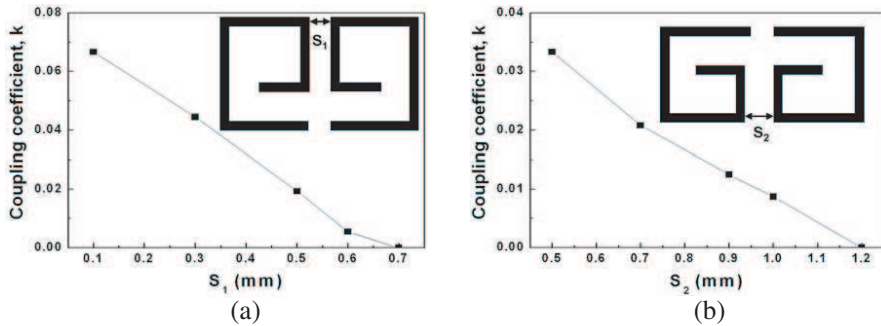 Coupling coefficient, k
0.08
0.06
0.04
0.02
0.00
S1
0.1 0.2 0.3 0.4 0.5 0.6 0.7
S1 (mm)
(a)
Coupling coefficient, k
0.04
0.03
0.02
0.01
0.00
S2
0.5 0.6 0.7 0.8 0.9 1.0 1.1 1.2
S2 (mm)
(b)